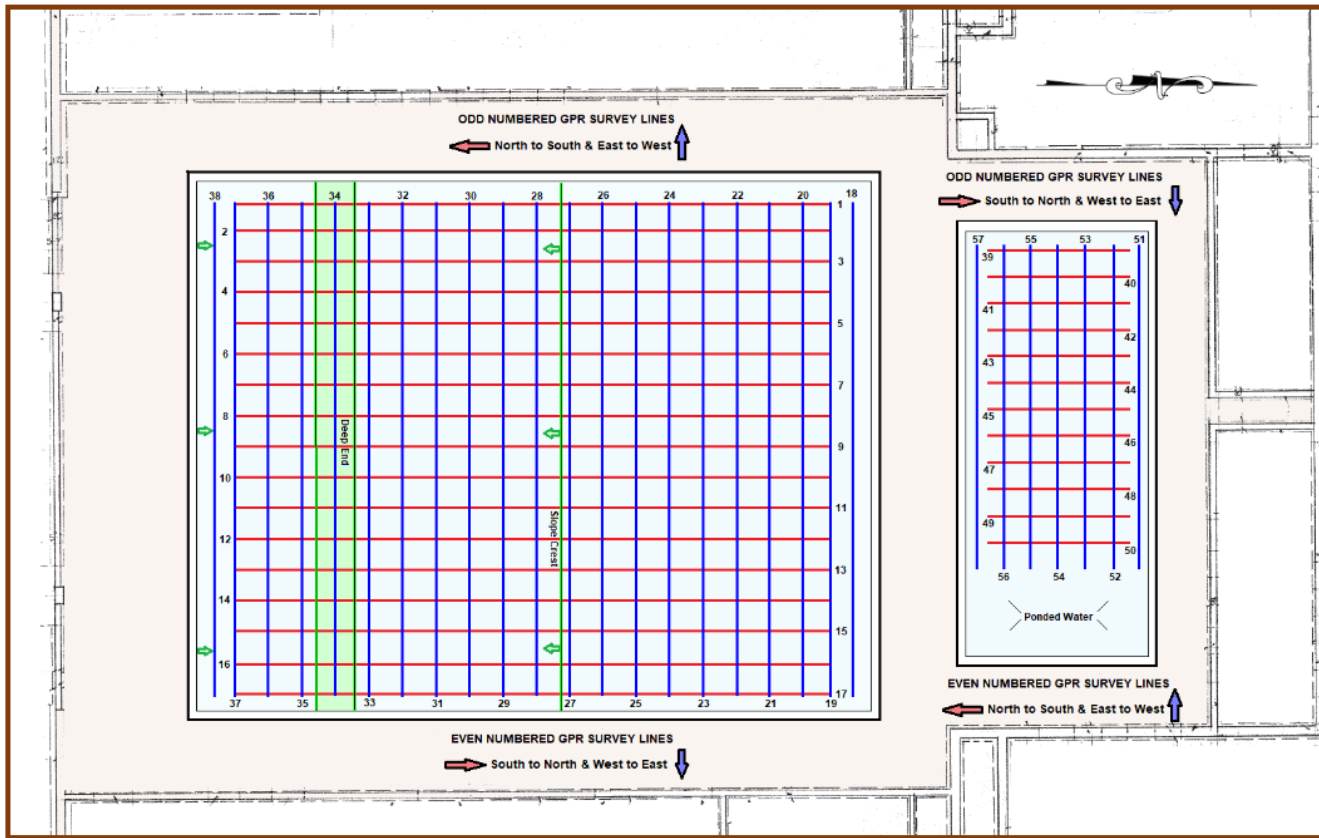 ODD NUMBERED GPR SURVEY LINES
North to South & East to West
38 36 34 32 30 28 26 24 22 20 18
1
2
3
4
5
6
7
8
9
10
11
12
13
14
15
16
17
Deep End
Slope Crest
37 35 33 31 29 27 25 23 21 19
EVEN NUMBERED GPR SURVEY LINES
South to North & West to East
ODD NUMBERED GPR SURVEY LINES
South to North & West to East
57 55 53 51
39
40
41
42
43
44
45
46
47
48
49
50
56 54 52
Ponded Water
EVEN NUMBERED GPR SURVEY LINES
North to South & East to West